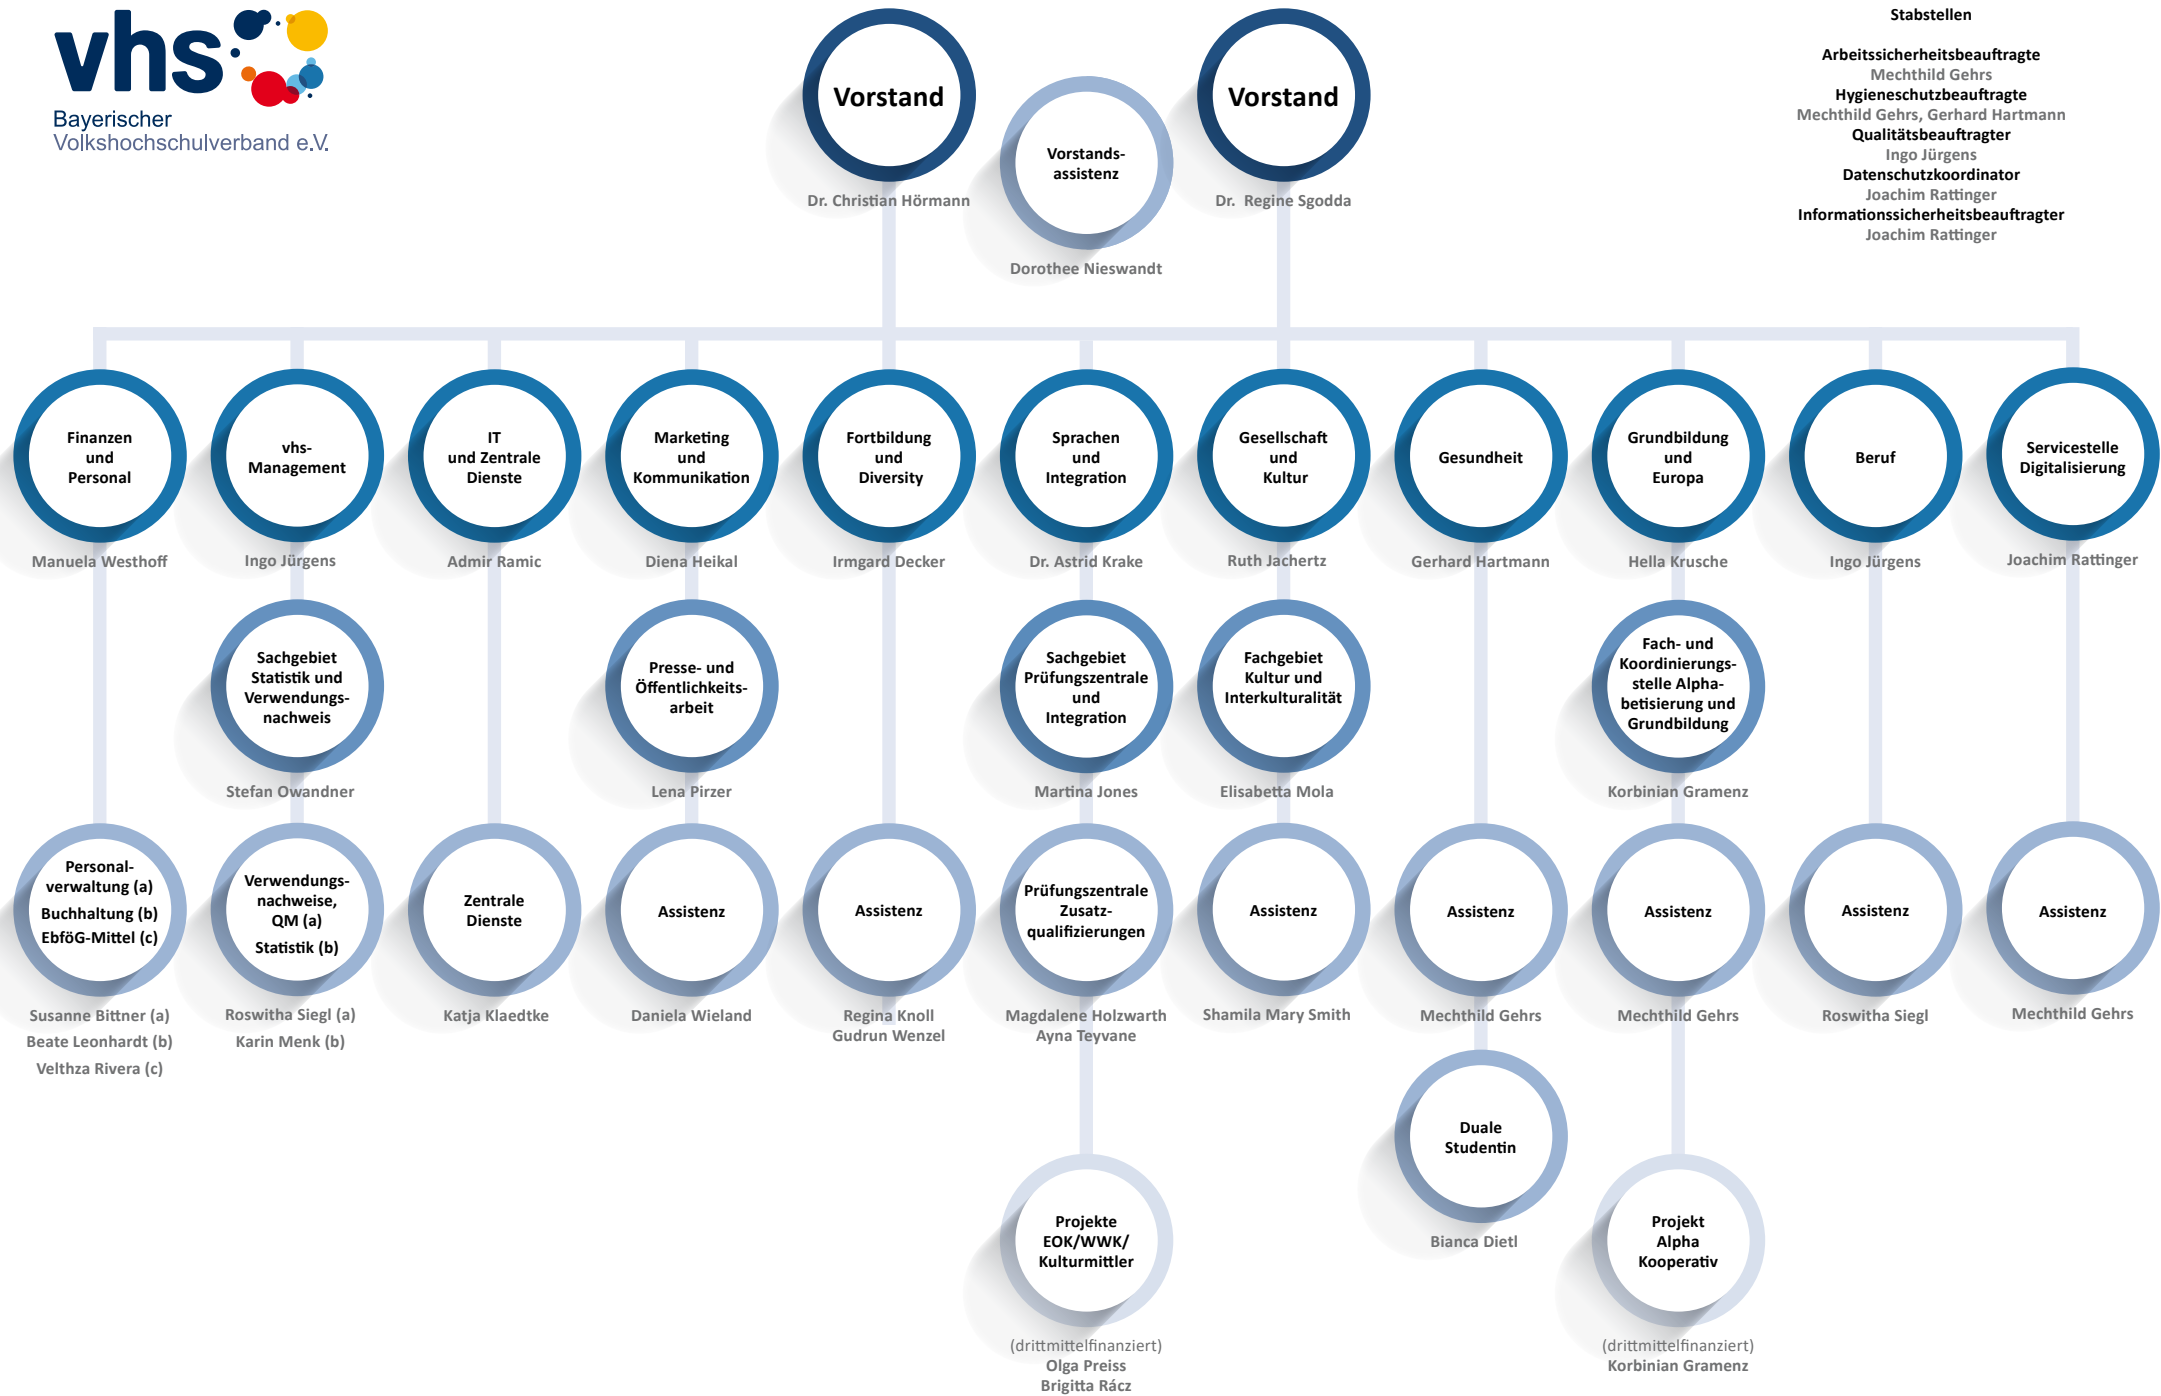 vhs
Bayerischer
Volkshochschulverband e.V.
Vorstand
Dr. Christian Hörmann
Vorstands-
assistenz
Dorothee Nieswandt
Vorstand
Dr. Regine Sgodda
Stabstellen
Arbeitssicherheitsbeauftragte
Mechthild Gehrs
Hygieneschutzbeauftragte
Mechthild Gehrs, Gerhard Hartmann
Qualitätsbeauftragter
Ingo Jürgens
Datenschutzkoordinator
Joachim Rattinger
Informationssicherheitsbeauftragter
Joachim Rattinger
Finanzen
und
Personal
Manuela Westhoff
vhs-
Management
Ingo Jürgens
IT
und Zentrale
Dienste
Admir Ramic
Marketing
und
Kommunikation
Diena Heikal
Fortbildung
und
Diversity
Irmgard Decker
Sprachen
und
Integration
Dr. Astrid Krake
Gesellschaft
und
Kultur
Ruth Jachertz
Gesundheit
Gerhard Hartmann
Grundbildung
und
Europa
Hella Krusche
Beruf
Ingo Jürgens
Servicestelle
Digitalisierung
Joachim Rattinger
Sachgebiet
Statistik und
Verwendungs-
nachweis
Stefan Owandner
Presse- und
Öffentlichkeits-
arbeit
Lena Pirzer
Sachgebiet
Prüfungszentrale
und
Integration
Martina Jones
Fachgebiet
Kultur und
Interkulturalität
Elisabetta Mola
Fach- und
Koordinierungs-
stelle Alpha-
betisierung und
Grundbildung
Korbinian Gramenz
Personal-
verwaltung (a)
Buchhaltung (b)
EbföG-Mittel (c)
Susanne Bittner (a)
Beate Leonhardt (b)
Velthza Rivera (c)
Verwendungs-
nachweise,
QM (a)
Statistik (b)
Roswitha Siegl (a)
Karin Menk (b)
Zentrale
Dienste
Katja Klaedtke
Assistenz
Daniela Wieland
Assistenz
Regina Knoll
Gudrun Wenzel
Prüfungszentrale
Zusatz-
qualifizierungen
Magdalene Holzwarth
Ayna Teyvane
Assistenz
Shamila Mary Smith
Assistenz
Mechthild Gehrs
Assistenz
Mechthild Gehrs
Assistenz
Roswitha Siegl
Assistenz
Mechthild Gehrs
Duale
Studentin
Bianca Dietl
Projekte
EOK/WWK/
Kulturmittler
(drittmittelfinanziert)
Olga Preiss
Brigitta Rácz
Projekt
Alpha
Kooperativ
(drittmittelfinanziert)
Korbinian Gramenz